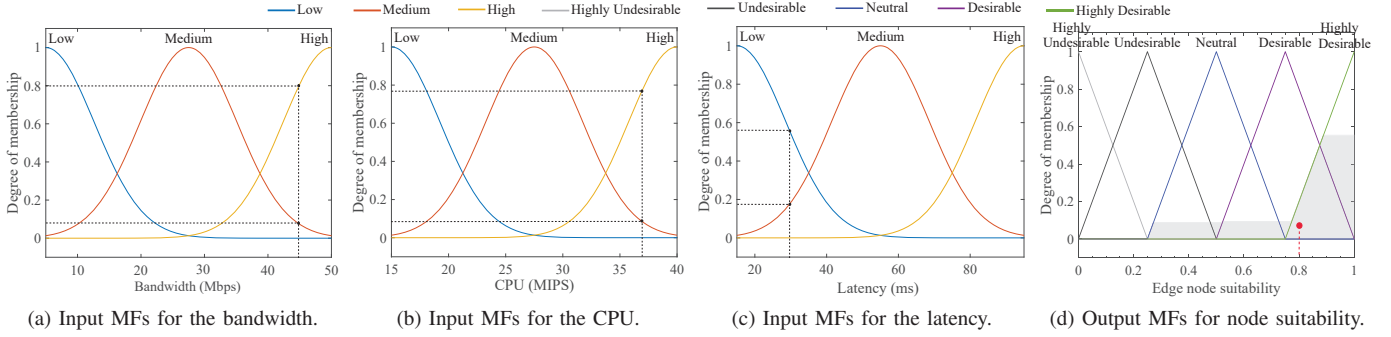 Low Medium High Highly Undesirable Undesirable Neutral Desirable Highly Desirable
Low Medium High
Degree of membership
1
0.8
0.6
0.4
0.2
0
10 20 30 40 50
Bandwidth (Mbps)
(a) Input MFs for the bandwidth.
Low Medium High
Degree of membership
1
0.8
0.6
0.4
0.2
0
15 20 25 30 35 40
CPU (MIPS)
(b) Input MFs for the CPU.
Low Medium High
Degree of membership
1
0.8
0.6
0.4
0.2
0
20 40 60 80
Latency (ms)
(c) Input MFs for the latency.
Highly Undesirable Undesirable Neutral Desirable Highly Desirable
Degree of membership
1
0.8
0.6
0.4
0.2
0
0 0.2 0.4 0.6 0.8 1
Edge node suitability
(d) Output MFs for node suitability.